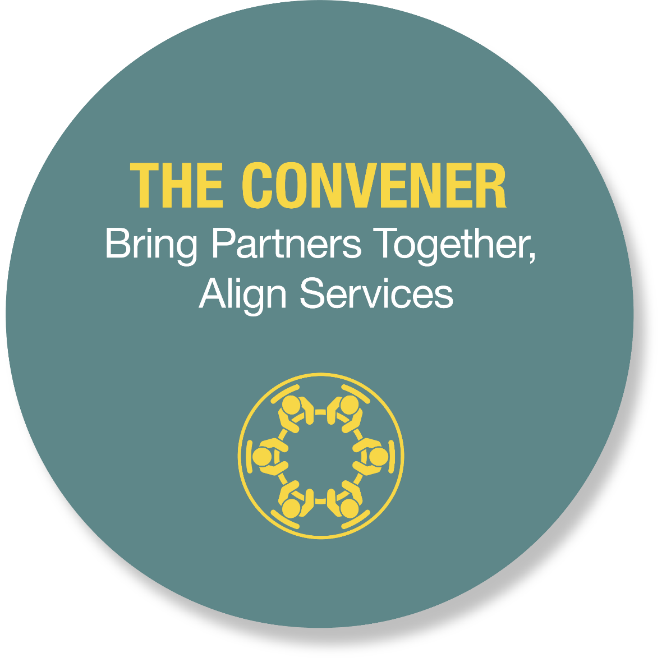 THE CONVENER
Bring Partners Together,
Align Services